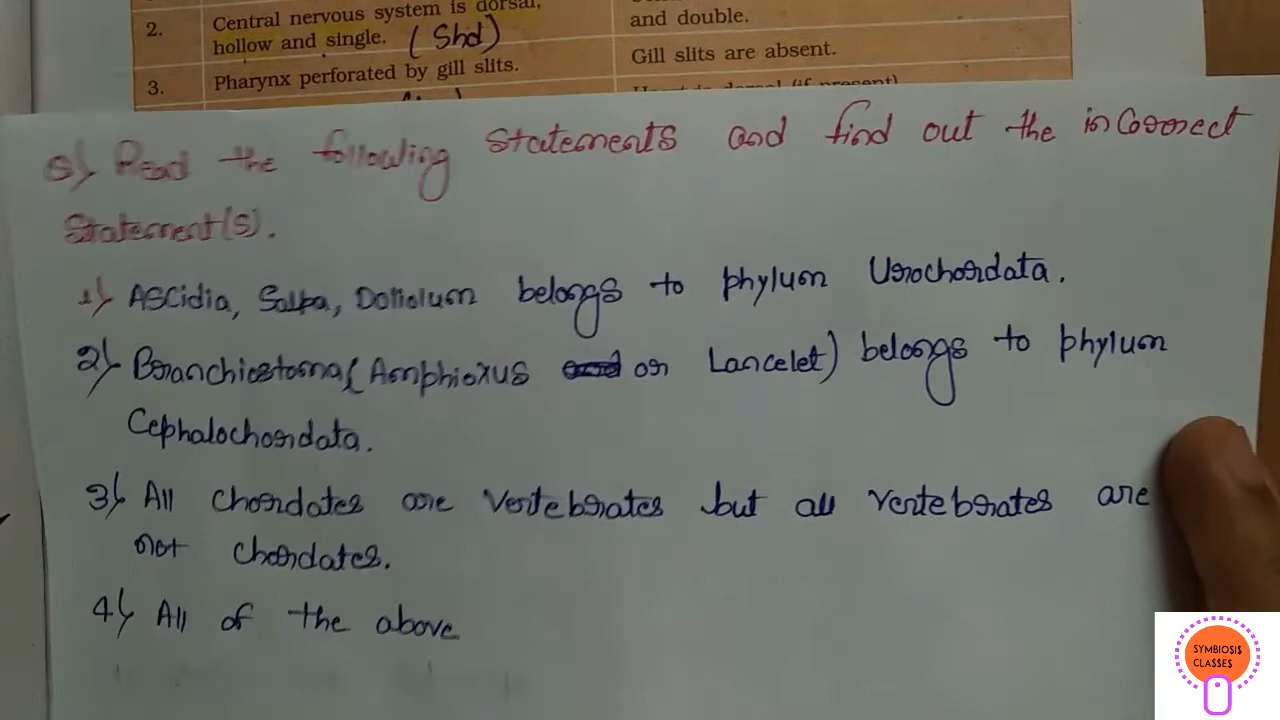 2. Central nervous system is dorsal, hollow and single. (Shd)
and double.
3. Pharynx perforated by gill slits.
Gill slits are absent.
Q) Read the following Statements and find out the incorrect
Statement(s).
1) Ascidia, Salpa, Doliolum belongs to phylum Urochordata.
2) Branchiostoma (Amphioxus or Lancelet) belongs to phylum
Cephalochordata.
3) All chordates are vertebrates but all vertebrates are
not chordates.
4) All of the above
SYMBIOSIS
CLASSES